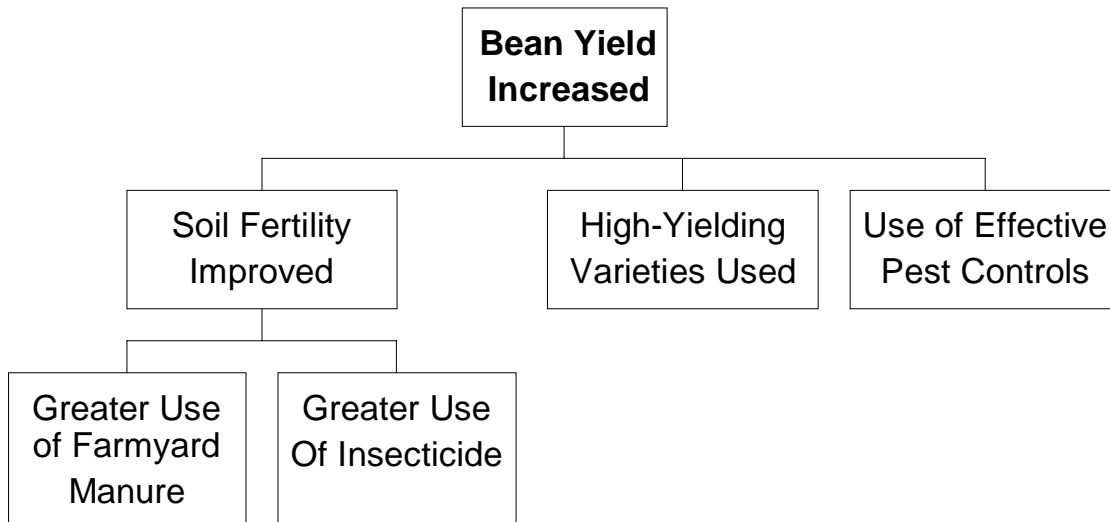 Bean Yield
Increased
Soil Fertility
Improved
High-Yielding
Varieties Used
Use of Effective
Pest Controls
Greater Use
of Farmyard
Manure
Greater Use
Of Insecticide